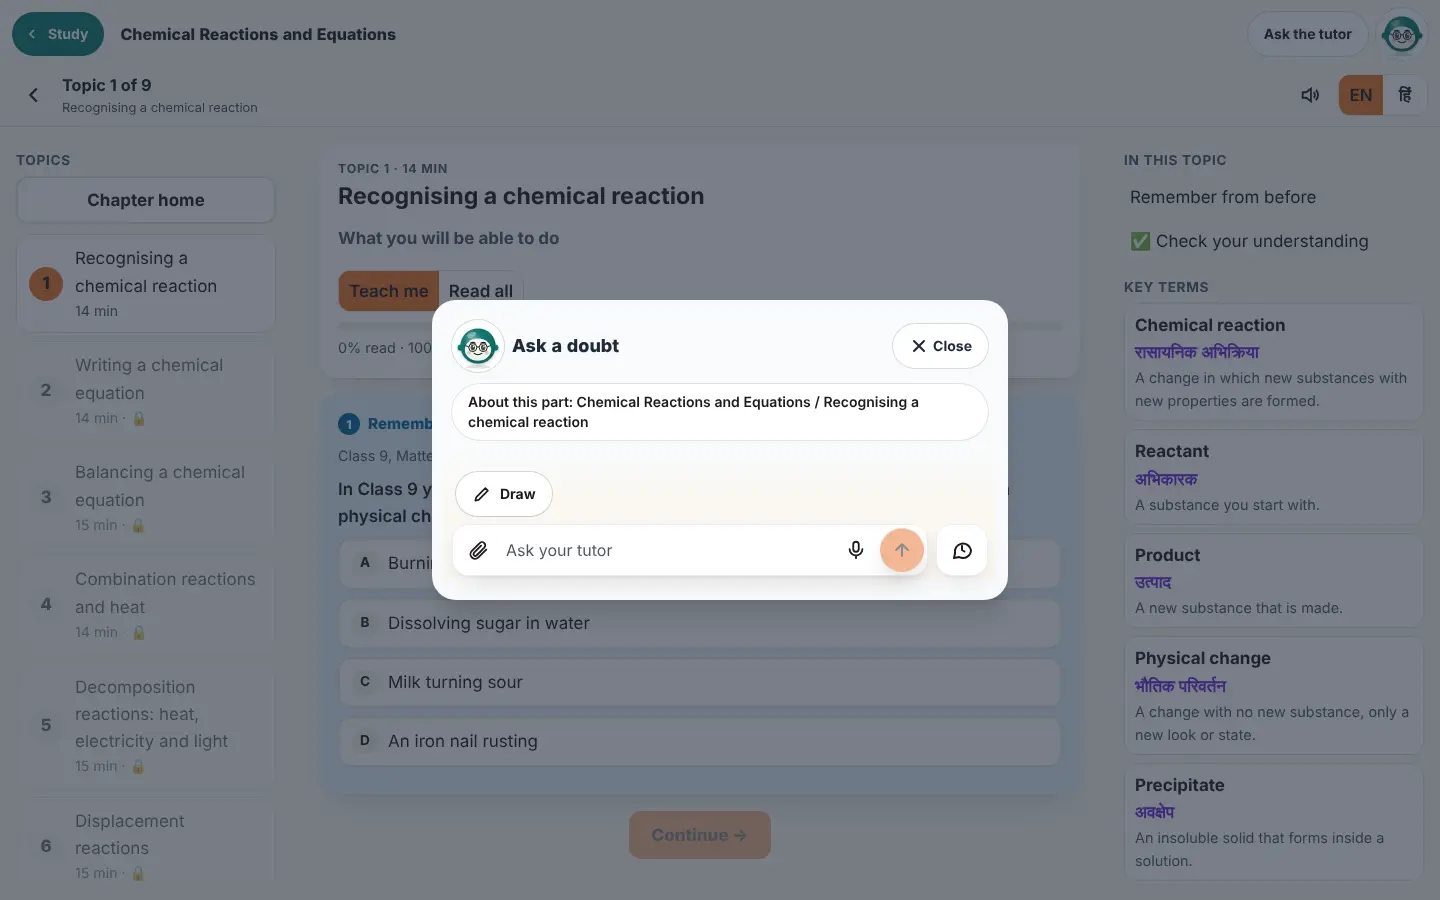 Study
Chemical Reactions and Equations
Ask the tutor
Topic 1 of 9
Recognising a chemical reaction
EN
हिं
TOPICS
Chapter home
1
Recognising a
chemical reaction
14 min
2
Writing a chemical
equation
14 min ·
3
Balancing a chemical
equation
15 min ·
4
Combination reactions
and heat
14 min ·
5
Decomposition
reactions: heat,
electricity and light
15 min ·
6
Displacement
reactions
15 min ·
TOPIC 1 · 14 MIN
Recognising a chemical reaction
What you will be able to do
Teach me
Read all
0% read · 100
1
Class 9,
In Class 9
physical
A
B Dissolving sugar in water
C Milk turning sour
D An iron nail rusting
Continue →
Ask a doubt
Close
About this part: Chemical Reactions and Equations / Recognising a
chemical reaction
Draw
Ask your tutor
IN THIS TOPIC
Remember from before
✅ Check your understanding
KEY TERMS
Chemical reaction
रासायनिक अभिक्रिया
A change in which new substances with
new properties are formed.
Reactant
अभिकारक
A substance you start with.
Product
उत्पाद
A new substance that is made.
Physical change
भौतिक परिवर्तन
A change with no new substance, only a
new look or state.
Precipitate
अवक्षेप
An insoluble solid that forms inside a
solution.